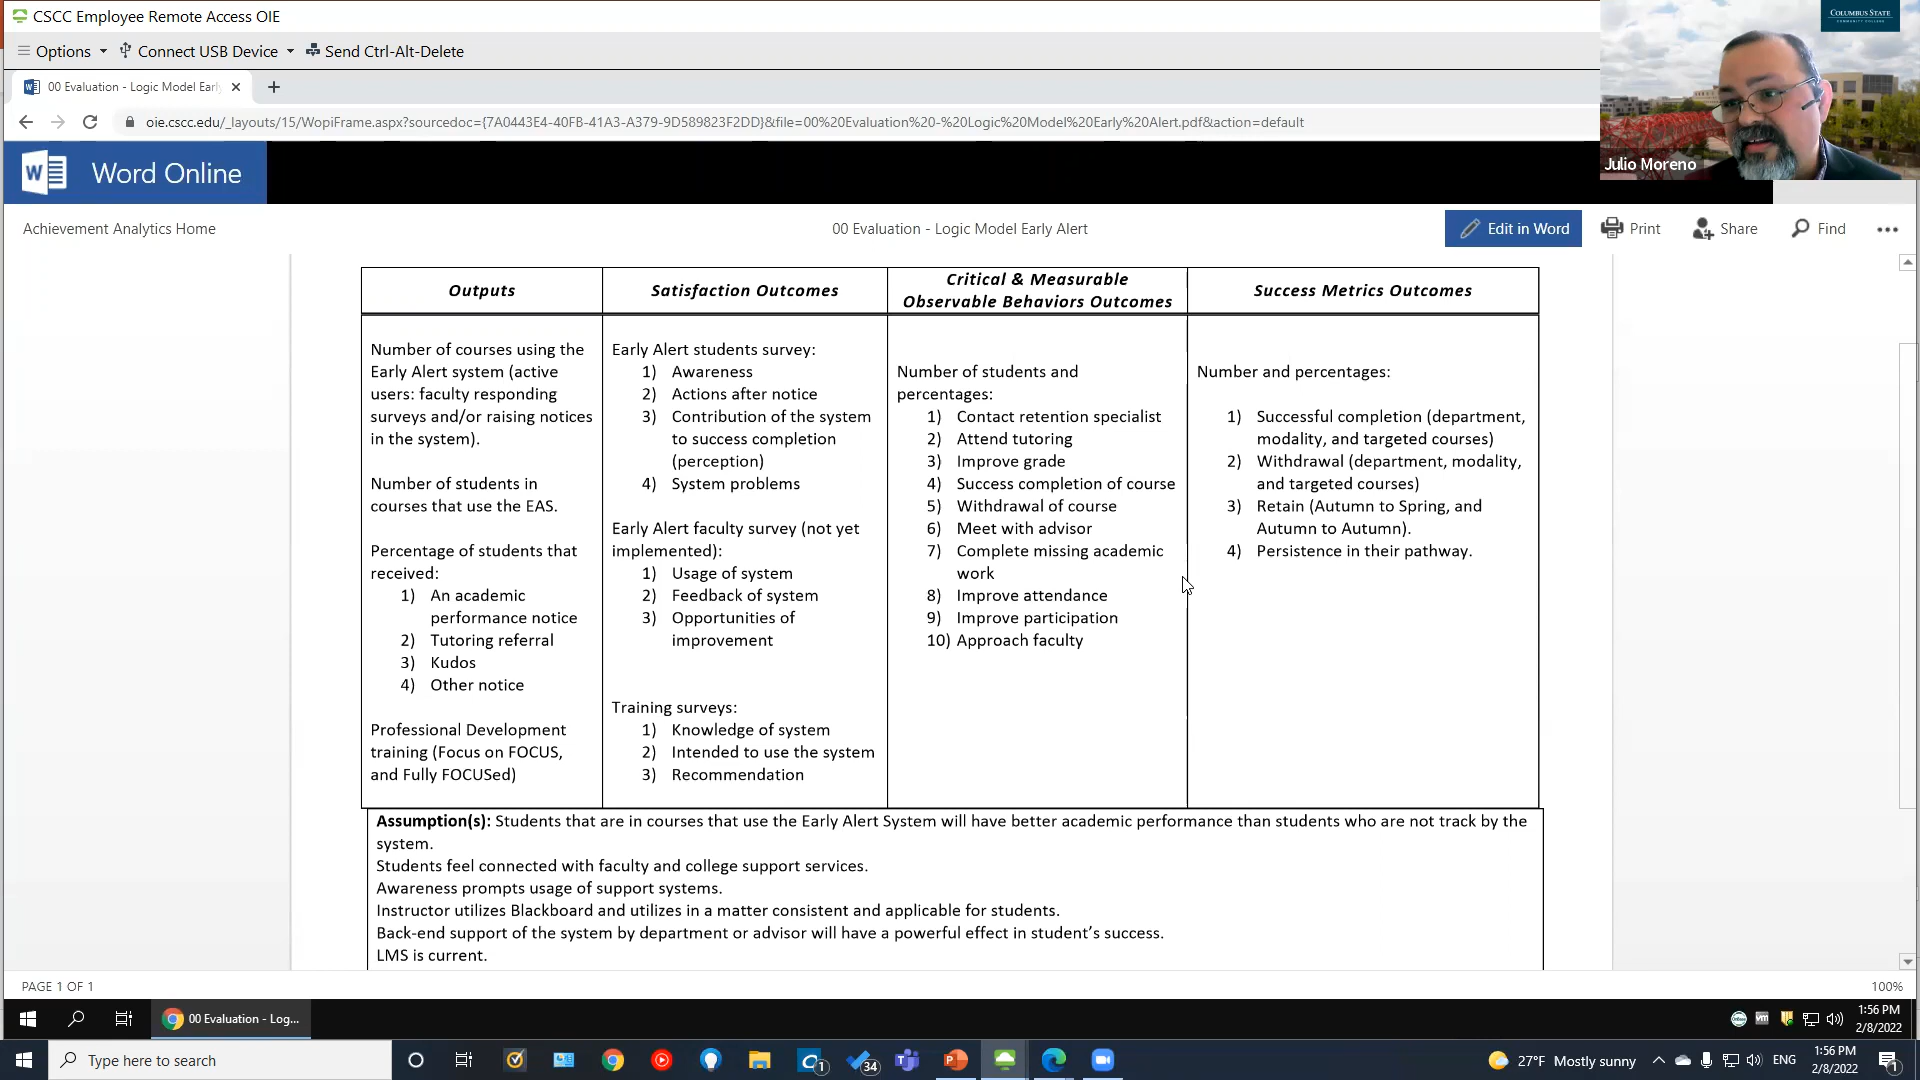 CSCC Employee Remote Access OIE
COLUMBUS STATE
COMMUNITY COLLEGE
Options
Connect USB Device
Send Ctrl-Alt-Delete
00 Evaluation - Logic Model Earl
oie.cscc.edu/_layouts/15/WopiFrame.aspx?sourcedoc={7A0443E4-40FB-41A3-A379-9D589823F2DD}&file=00%20Evaluation%20-%20Logic%20Model%20Early%20Alert.pdf&action=default
Julio Moreno
Word Online
Achievement Analytics Home
00 Evaluation - Logic Model Early Alert
Edit in Word
Print
Share
Find
Outputs
Satisfaction Outcomes
Critical & Measurable
Observable Behaviors Outcomes
Success Metrics Outcomes
Number of courses using the
Early Alert system (active
users: faculty responding
surveys and/or raising notices
in the system).
Number of students in
courses that use the EAS.
Percentage of students that
received:
1) An academic
performance notice
2) Tutoring referral
3) Kudos
4) Other notice
Professional Development
training (Focus on FOCUS,
and Fully FOCUSed)
Early Alert students survey:
1) Awareness
2) Actions after notice
3) Contribution of the system
to success completion
(perception)
4) System problems
Early Alert faculty survey (not yet
implemented):
1) Usage of system
2) Feedback of system
3) Opportunities of
improvement
Training surveys:
1) Knowledge of system
2) Intended to use the system
3) Recommendation
Number of students and
percentages:
1) Contact retention specialist
2) Attend tutoring
3) Improve grade
4) Success completion of course
5) Withdrawal of course
6) Meet with advisor
7) Complete missing academic
work
8) Improve attendance
9) Improve participation
10) Approach faculty
Number and percentages:
1) Successful completion (department,
modality, and targeted courses)
2) Withdrawal (department, modality,
and targeted courses)
3) Retain (Autumn to Spring, and
Autumn to Autumn).
4) Persistence in their pathway.
Assumption(s): Students that are in courses that use the Early Alert System will have better academic performance than students who are not track by the
system.
Students feel connected with faculty and college support services.
Awareness prompts usage of support systems.
Instructor utilizes Blackboard and utilizes in a matter consistent and applicable for students.
Back-end support of the system by department or advisor will have a powerful effect in student's success.
LMS is current.
PAGE 1 OF 1
100%
00 Evaluation - Log...
1:56 PM
2/8/2022
Type here to search
1
34
27°F Mostly sunny
ENG
1:56 PM
2/8/2022
1